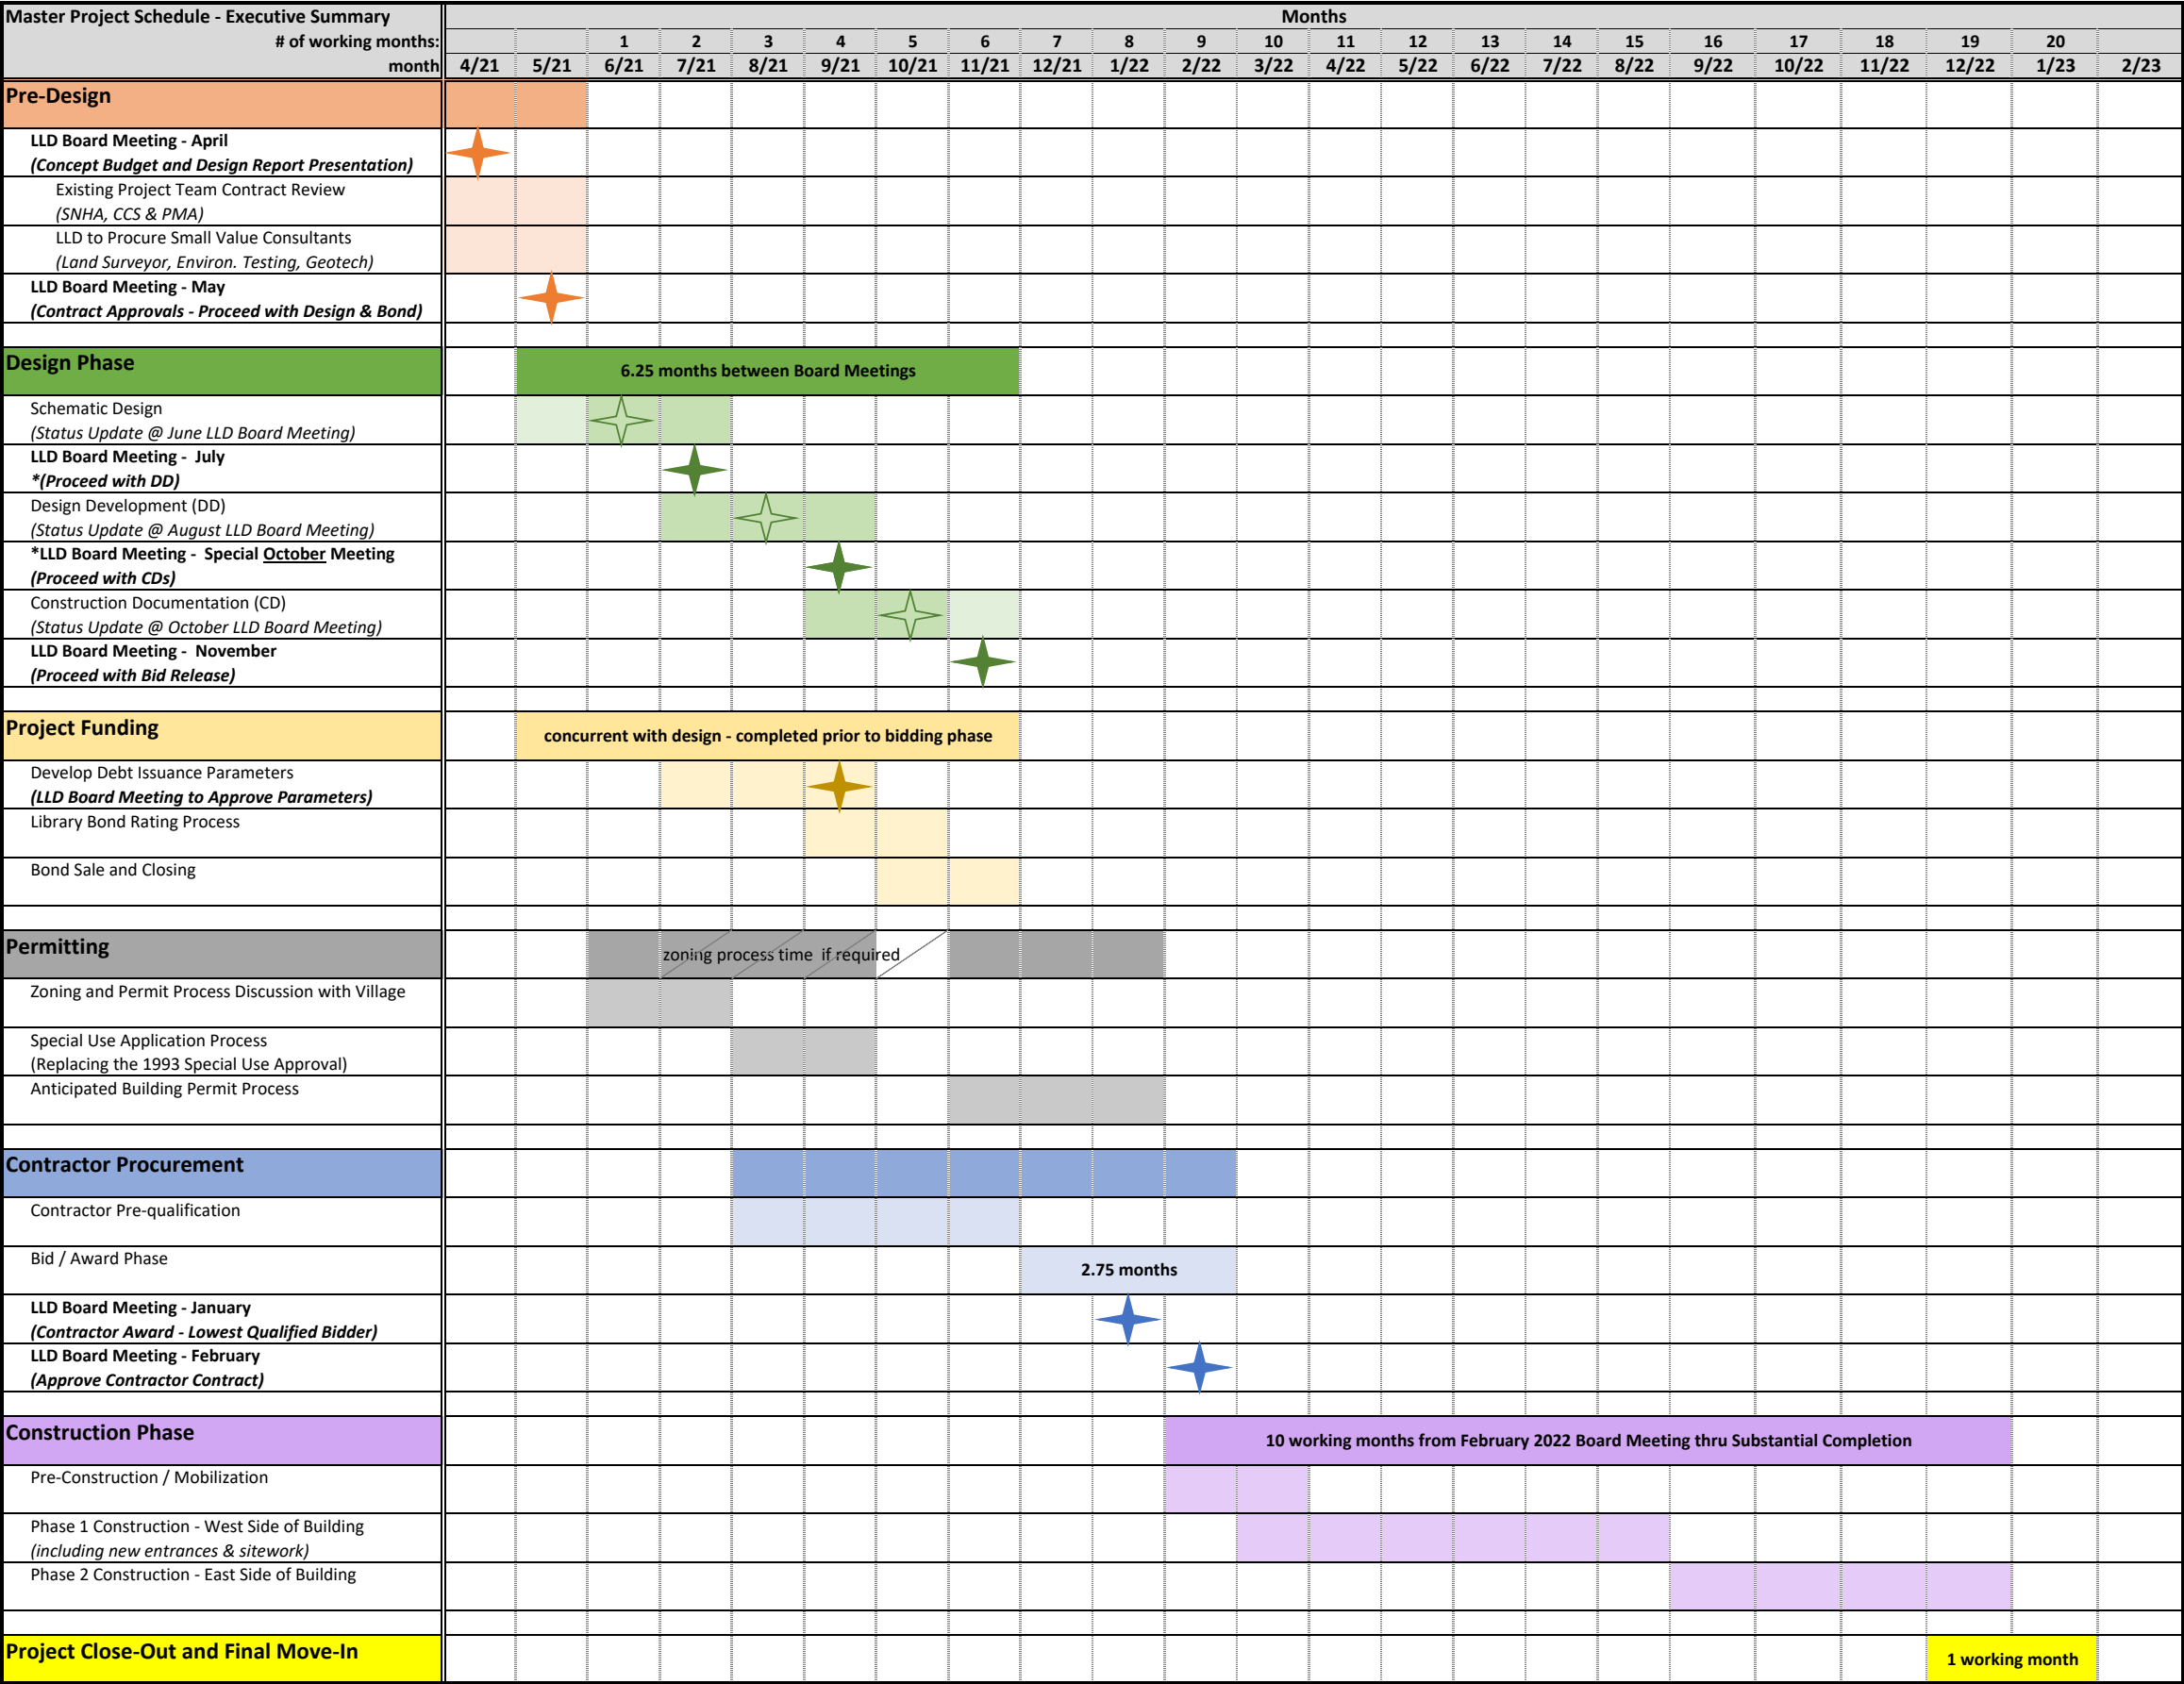 Master Project Schedule - Executive Summary
Months
# of working months:
1 2 3 4 5 6 7 8 9 10 11 12 13 14 15 16 17 18 19 20
month
4/21 5/21 6/21 7/21 8/21 9/21 10/21 11/21 12/21 1/22 2/22 3/22 4/22 5/22 6/22 7/22 8/22 9/22 10/22 11/22 12/22 1/23 2/23
Pre-Design
LLD Board Meeting - April
(Concept Budget and Design Report Presentation)
Existing Project Team Contract Review
(SNHA, CCS & PMA)
LLD to Procure Small Value Consultants
(Land Surveyor, Environ. Testing, Geotech)
LLD Board Meeting - May
(Contract Approvals - Proceed with Design & Bond)
Design Phase
6.25 months between Board Meetings
Schematic Design
(Status Update @ June LLD Board Meeting)
LLD Board Meeting - July
*(Proceed with DD)
Design Development (DD)
(Status Update @ August LLD Board Meeting)
*LLD Board Meeting - Special October Meeting
(Proceed with CDs)
Construction Documentation (CD)
(Status Update @ October LLD Board Meeting)
LLD Board Meeting - November
(Proceed with Bid Release)
Project Funding
concurrent with design - completed prior to bidding phase
Develop Debt Issuance Parameters
(LLD Board Meeting to Approve Parameters)
Library Bond Rating Process
Bond Sale and Closing
Permitting
zoning process time if required
Zoning and Permit Process Discussion with Village
Special Use Application Process
(Replacing the 1993 Special Use Approval)
Anticipated Building Permit Process
Contractor Procurement
Contractor Pre-qualification
Bid / Award Phase
2.75 months
LLD Board Meeting - January
(Contractor Award - Lowest Qualified Bidder)
LLD Board Meeting - February
(Approve Contractor Contract)
Construction Phase
10 working months from February 2022 Board Meeting thru Substantial Completion
Pre-Construction / Mobilization
Phase 1 Construction - West Side of Building
(including new entrances & sitework)
Phase 2 Construction - East Side of Building
Project Close-Out and Final Move-In
1 working month